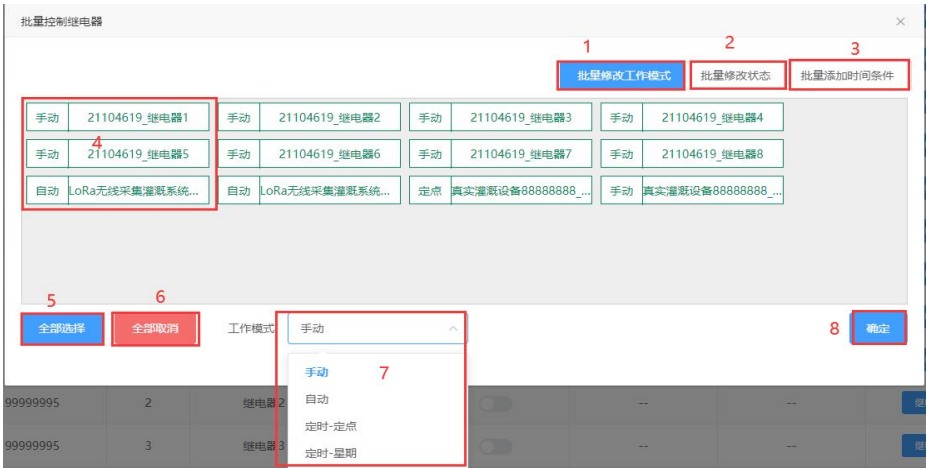 批量控制继电器 ×
1 2 3
批量修改工作模式 批量修改状态 批量添加时间条件
手动 21104619_继电器1 手动 21104619_继电器2 手动 21104619_继电器3 手动 21104619_继电器4
4
手动 21104619_继电器5 手动 21104619_继电器6 手动 21104619_继电器7 手动 21104619_继电器8
自动 LoRa无线采集灌溉系统... 自动 LoRa无线采集灌溉系统... 定点 真实灌溉设备88888888_... 手动 真实灌溉设备88888888_...
5 6
全部选择 全部取消 工作模式 手动 8 确定
手动 7
自动
定时-定点
定时-星期
99999995 2 继电器2 -- --
99999995 3 继电器3 -- --